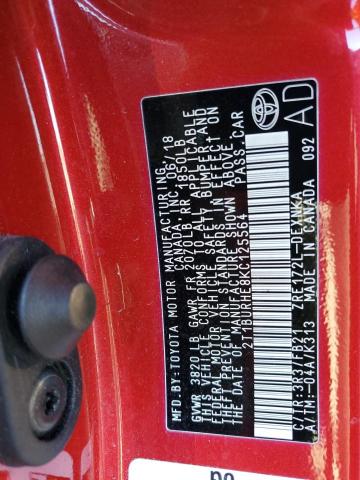 MFD.BY:TOYOTA MOTOR MANUFACTURING
CANADA, INC. 06/18
GVWR 3820LB GAWR FR 2070LB RR 1850LB
THIS VEHICLE CONFORMS TO ALL APPLICABLE
FEDERAL MOTOR VEHICLE SAFETY, BUMPER, AND
THEFT PREVENTION STANDARDS IN EFFECT ON
THE DATE OF MANUFACTURE SHOWN ABOVE.
2T1BURHE8KC125564 PASS.CAR
C/TR:3R3/FB21 ZRE172L-DEXNKA
A/TM:-04A/K313 MADE IN CANADA 092
AD